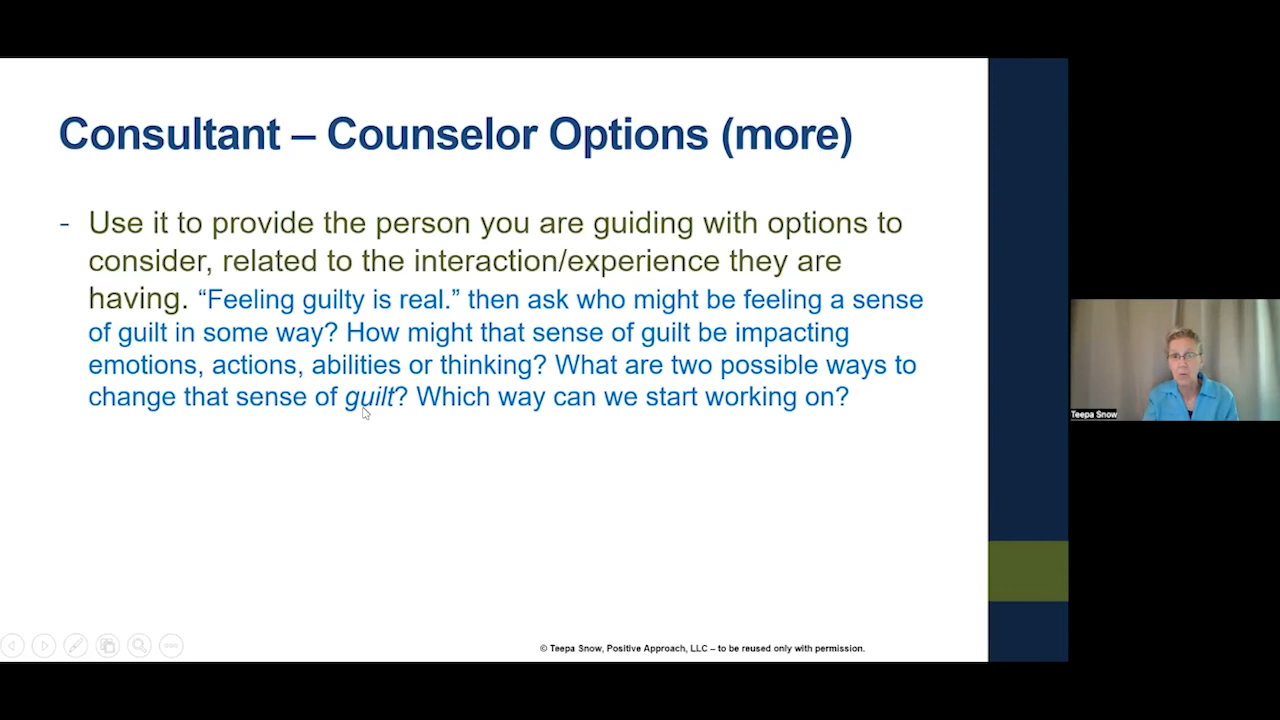 Consultant – Counselor Options (more)
- Use it to provide the person you are guiding with options to
consider, related to the interaction/experience they are
having. “Feeling guilty is real.” then ask who might be feeling a sense
of guilt in some way? How might that sense of guilt be impacting
emotions, actions, abilities or thinking? What are two possible ways to
change that sense of guilt? Which way can we start working on?
Teepa Snow
© Teepa Snow, Positive Approach, LLC – to be reused only with permission.